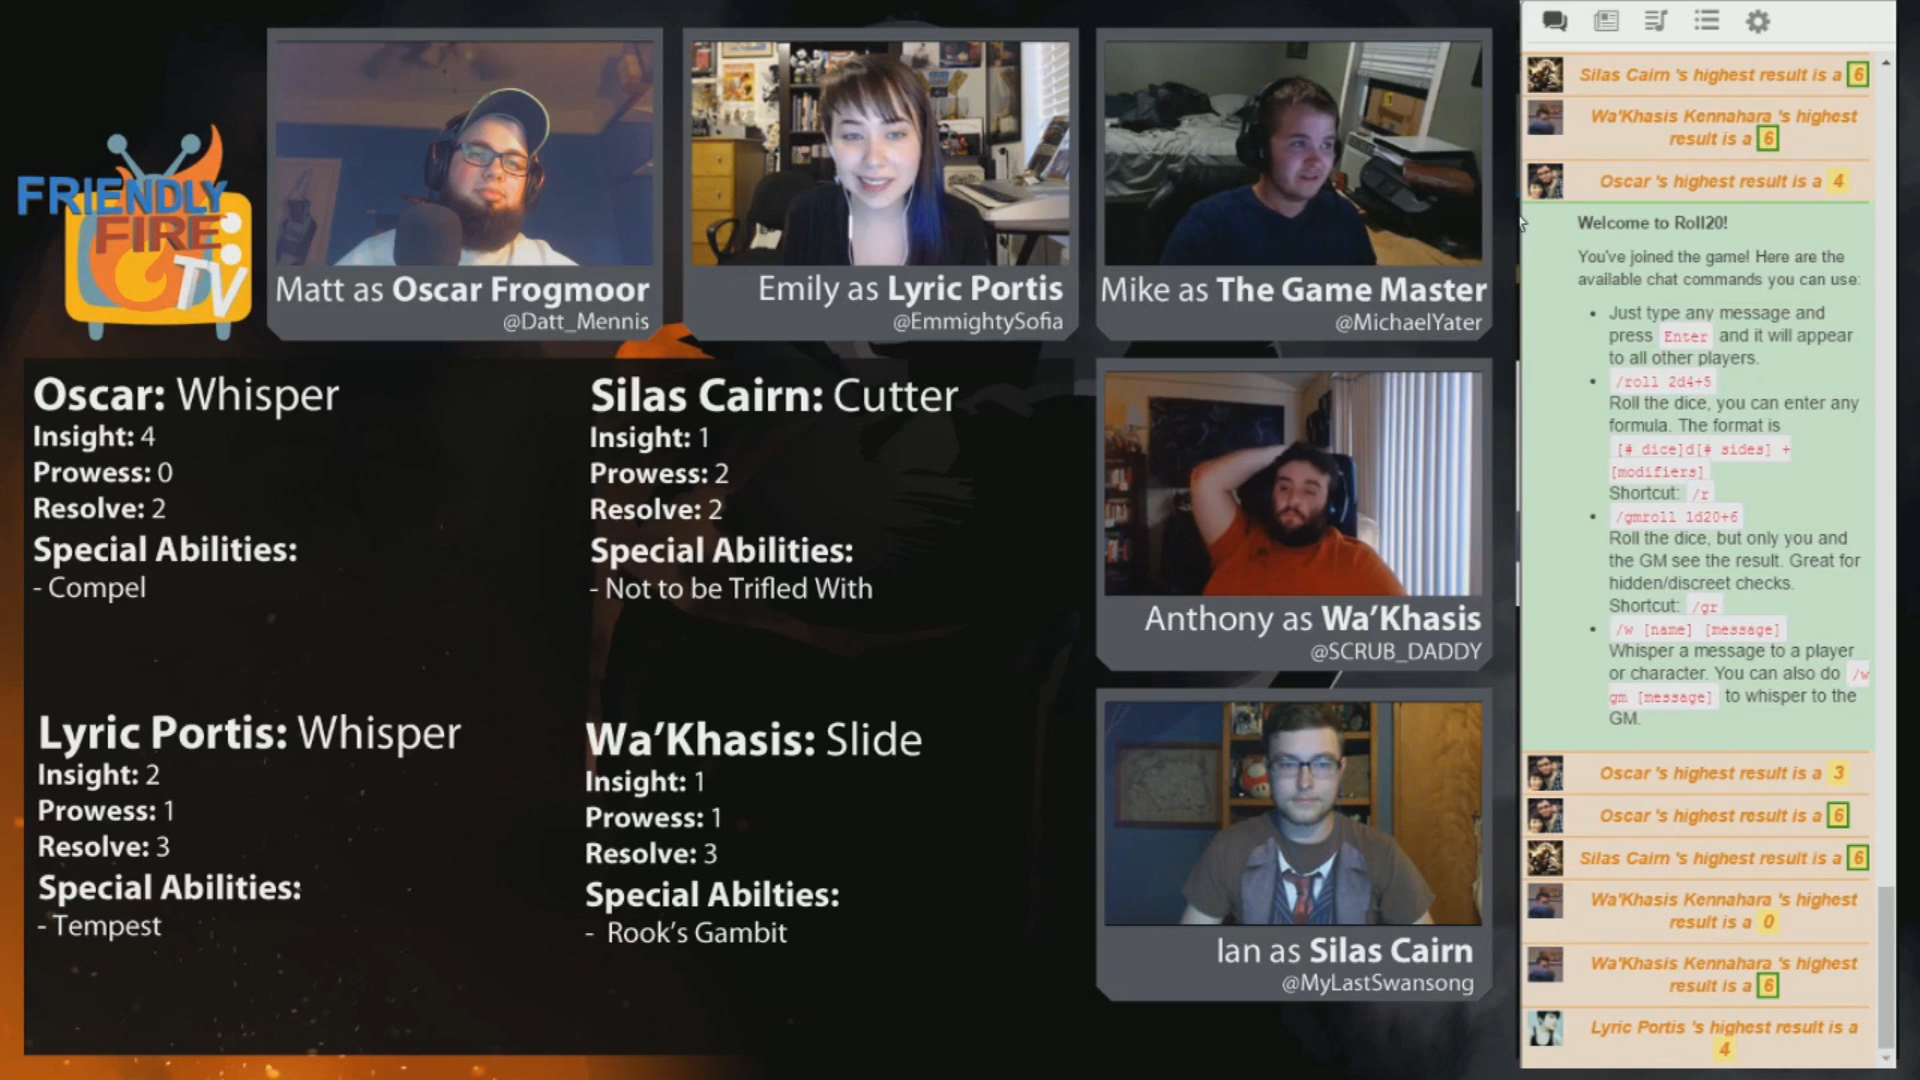 FRIENDLY
FIRE
TV
Matt as Oscar Frogmoor
@Datt_Mennis
Emily as Lyric Portis
@EmmightySofia
Mike as The Game Master
@MichaelYater
Oscar: Whisper
Insight: 4
Prowess: 0
Resolve: 2
Special Abilities:
- Compel
Silas Cairn: Cutter
Insight: 1
Prowess: 2
Resolve: 2
Special Abilities:
- Not to be Trifled With
Lyric Portis: Whisper
Insight: 2
Prowess: 1
Resolve: 3
Special Abilities:
- Tempest
Wa'Khasis: Slide
Insight: 1
Prowess: 1
Resolve: 3
Special Abilties:
- Rook's Gambit
Anthony as Wa'Khasis
@SCRUB_DADDY
Ian as Silas Cairn
@MyLastSwansong
Silas Cairn 's highest result is a 6
Wa'Khasis Kennahara 's highest
result is a 6
Oscar 's highest result is a 4
Welcome to Roll20!
You've joined the game! Here are the
available chat commands you can use:
• Just type any message and
press Enter and it will appear
to all other players.
• /roll 2d4+5
Roll the dice, you can enter any
formula. The format is
[# dice]d[# sides] +
[modifiers]
Shortcut: /r
• /gmroll 1d20+6
Roll the dice, but only you and
the GM see the result. Great for
hidden/discreet checks.
Shortcut: /gr
• /w [name] [message]
Whisper a message to a player
or character. You can also do /w
gm [message] to whisper to the
GM.
Oscar 's highest result is a 3
Oscar 's highest result is a 6
Silas Cairn 's highest result is a 6
Wa'Khasis Kennahara 's highest
result is a 0
Wa'Khasis Kennahara 's highest
result is a 6
Lyric Portis 's highest result is a
4